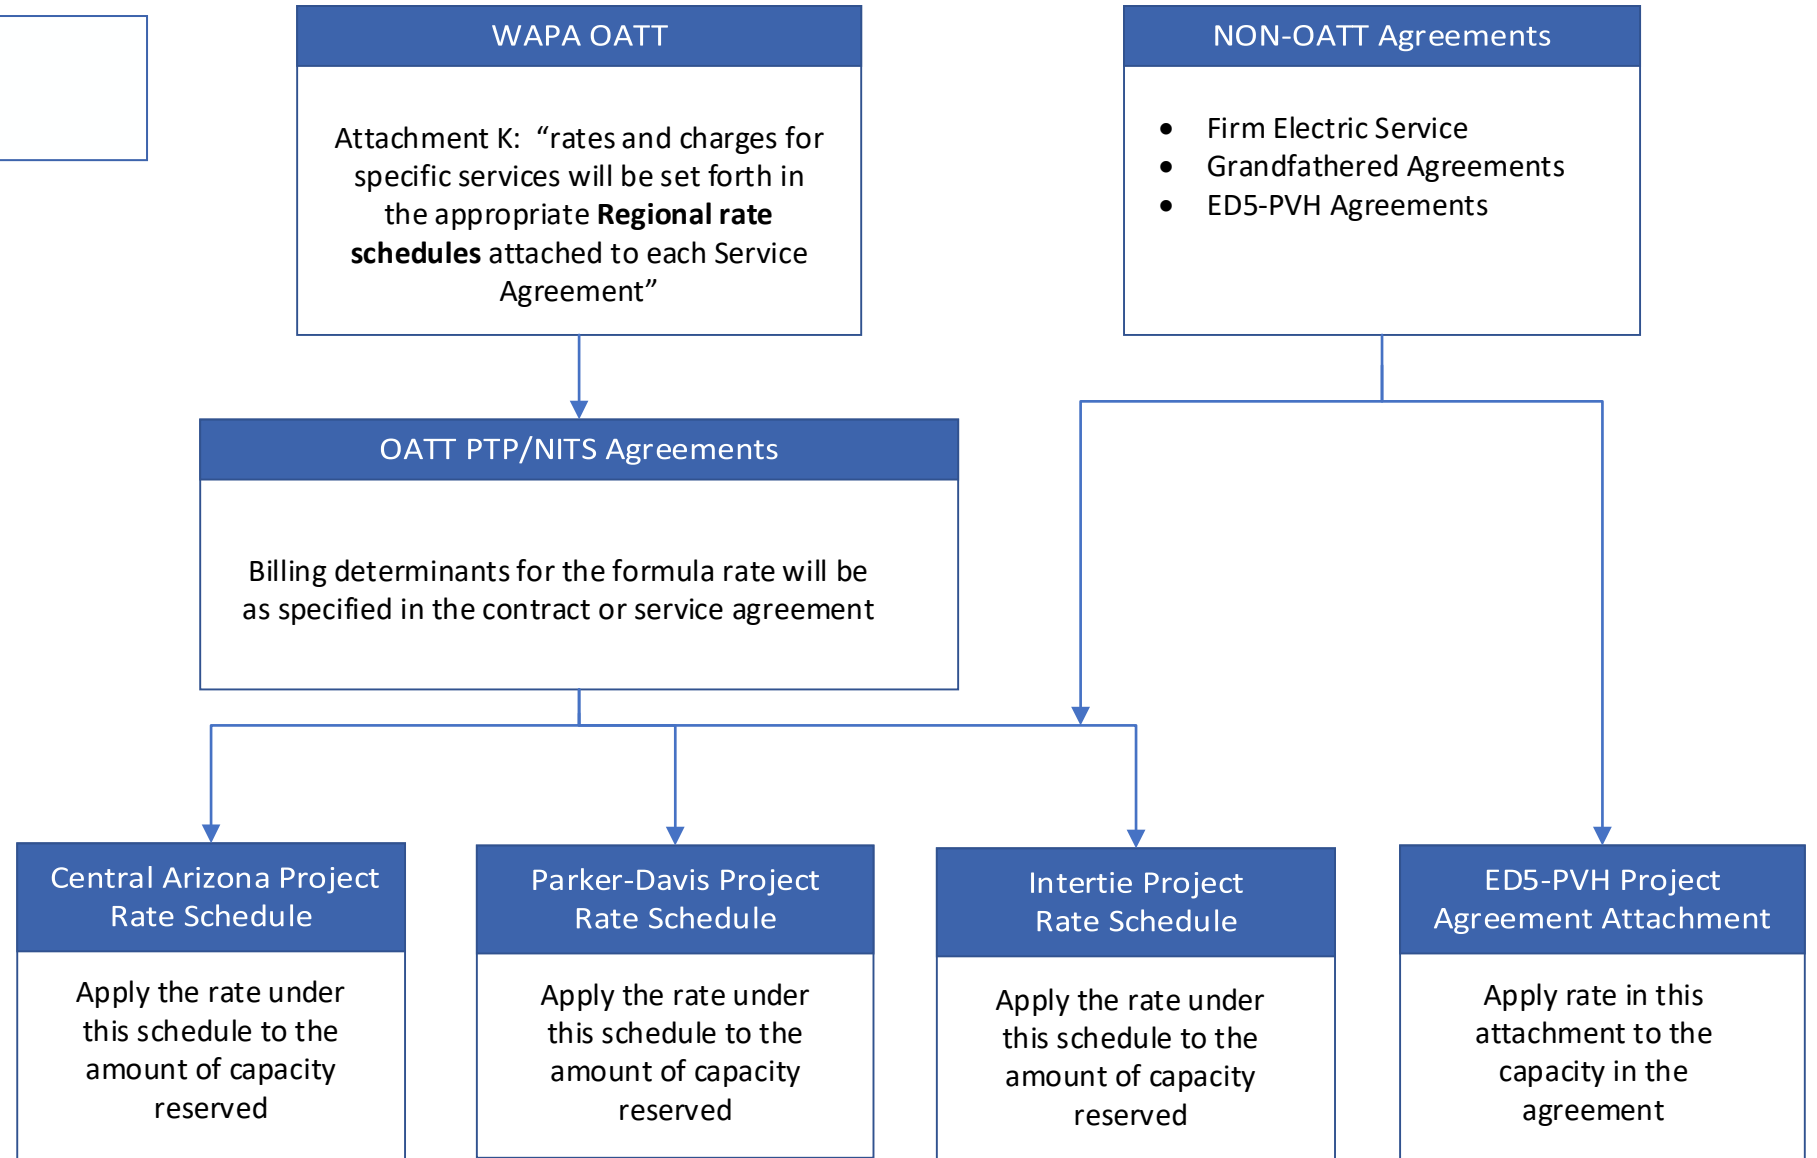 WAPA OATT
Attachment K:  “rates and charges for
specific services will be set forth in
the appropriate Regional rate
schedules attached to each Service
Agreement”
NON-OATT Agreements
• Firm Electric Service
• Grandfathered Agreements
• ED5-PVH Agreements
OATT PTP/NITS Agreements
Billing determinants for the formula rate will be
as specified in the contract or service agreement
Central Arizona Project
Rate Schedule
Apply the rate under
this schedule to the
amount of capacity
reserved
Parker-Davis Project
Rate Schedule
Apply the rate under
this schedule to the
amount of capacity
reserved
Intertie Project
Rate Schedule
Apply the rate under
this schedule to the
amount of capacity
reserved
ED5-PVH Project
Agreement Attachment
Apply rate in this
attachment to the
capacity in the
agreement